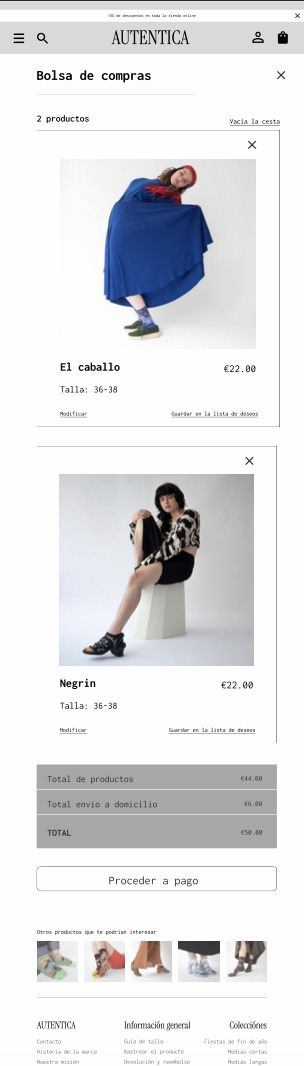 15% de descuentos en toda la tienda online
AUTENTICA
Bolsa de compras
2 productos
Vacía la cesta
El caballo
€22.00
Talla: 36-38
Modificar
Guardar en la lista de deseos
Negrin
€22.00
Talla: 36-38
Modificar
Guardar en la lista de deseos
Total de productos
€44.00
Total envío a domicilio
€6.00
TOTAL
€50.00
Proceder a pago
Otros productos que te podrían interesar
AUTENTICA
Información general
Colecciónes
Contacto
Guía de talla
Fiestas de fin de año
Historia de la marca
Rastrear el producto
Medias cortas
Nuestra misión
Devolución y reembolso
Medias largas